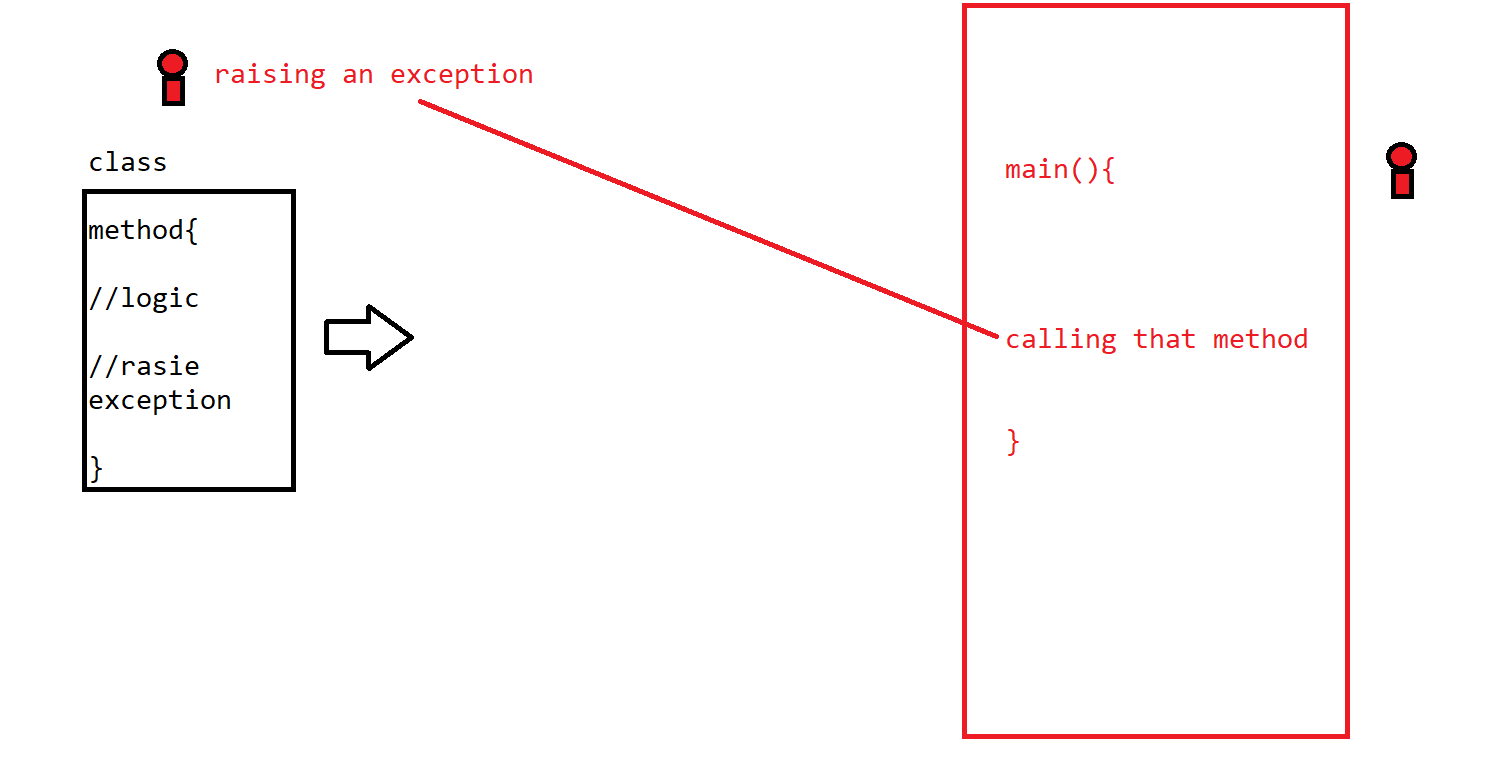 raising an exception
class
method{
//logic
//rasie
exception
}
main(){
calling that method
}